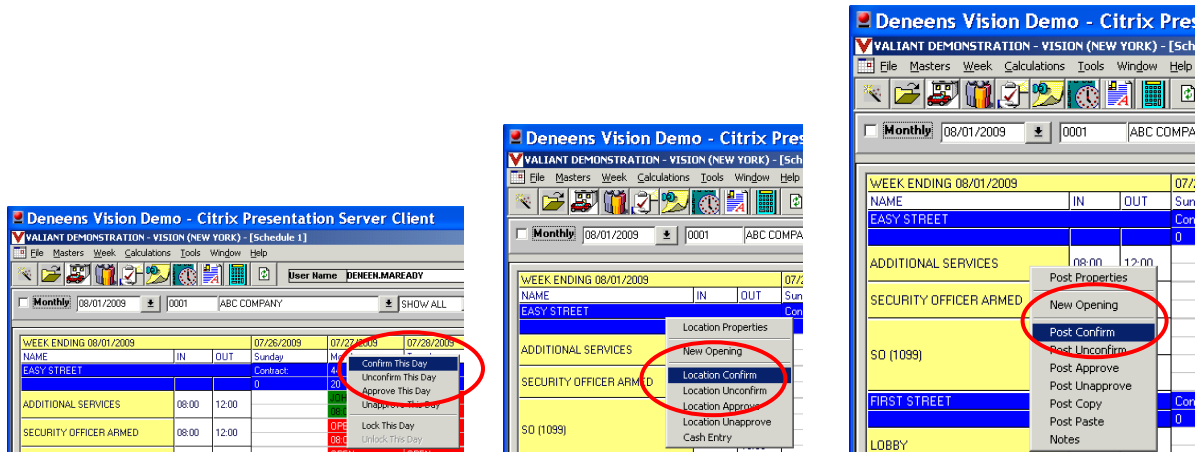 Deneens Vision Demo - Citrix Presentation Server Client
VALIANT DEMONSTRATION - VISION (NEW YORK) - [Schedule 1]
File Masters Week Calculations Tools Window Help
User Name DENEEN.MAREADY
Monthly 08/01/2009 0001 ABC COMPANY SHOW ALL
WEEK ENDING 08/01/2009 07/26/2009 07/27/2009 07/28/2009
NAME IN OUT Sunday
EASY STREET Contract:
0 20
ADDITIONAL SERVICES 08:00 12:00
SECURITY OFFICER ARMED 08:00 12:00
Confirm This Day
Unconfirm This Day
Approve This Day
Unapprove This Day
Lock This Day
Unlock This Day
Deneens Vision Demo - Citrix Pres
VALIANT DEMONSTRATION - VISION (NEW YORK) - [Sch
File Masters Week Calculations Tools Window Help
Monthly 08/01/2009 0001 ABC COMPA
WEEK ENDING 08/01/2009 07/2
NAME IN OUT Sun
EASY STREET Con
ADDITIONAL SERVICES
SECURITY OFFICER ARMED
SO (1099)
Location Properties
New Opening
Location Confirm
Location Unconfirm
Location Approve
Location Unapprove
Cash Entry
Deneens Vision Demo - Citrix Pres
VALIANT DEMONSTRATION - VISION (NEW YORK) - [Sch
File Masters Week Calculations Tools Window Help
Monthly 08/01/2009 0001 ABC COMPA
WEEK ENDING 08/01/2009 07/2
NAME IN OUT Sun
EASY STREET Con
0
ADDITIONAL SERVICES 08:00 12:00
SECURITY OFFICER ARMED
SO (1099)
FIRST STREET Con
0
LOBBY
Post Properties
New Opening
Post Confirm
Post Unconfirm
Post Approve
Post Unapprove
Post Copy
Post Paste
Notes